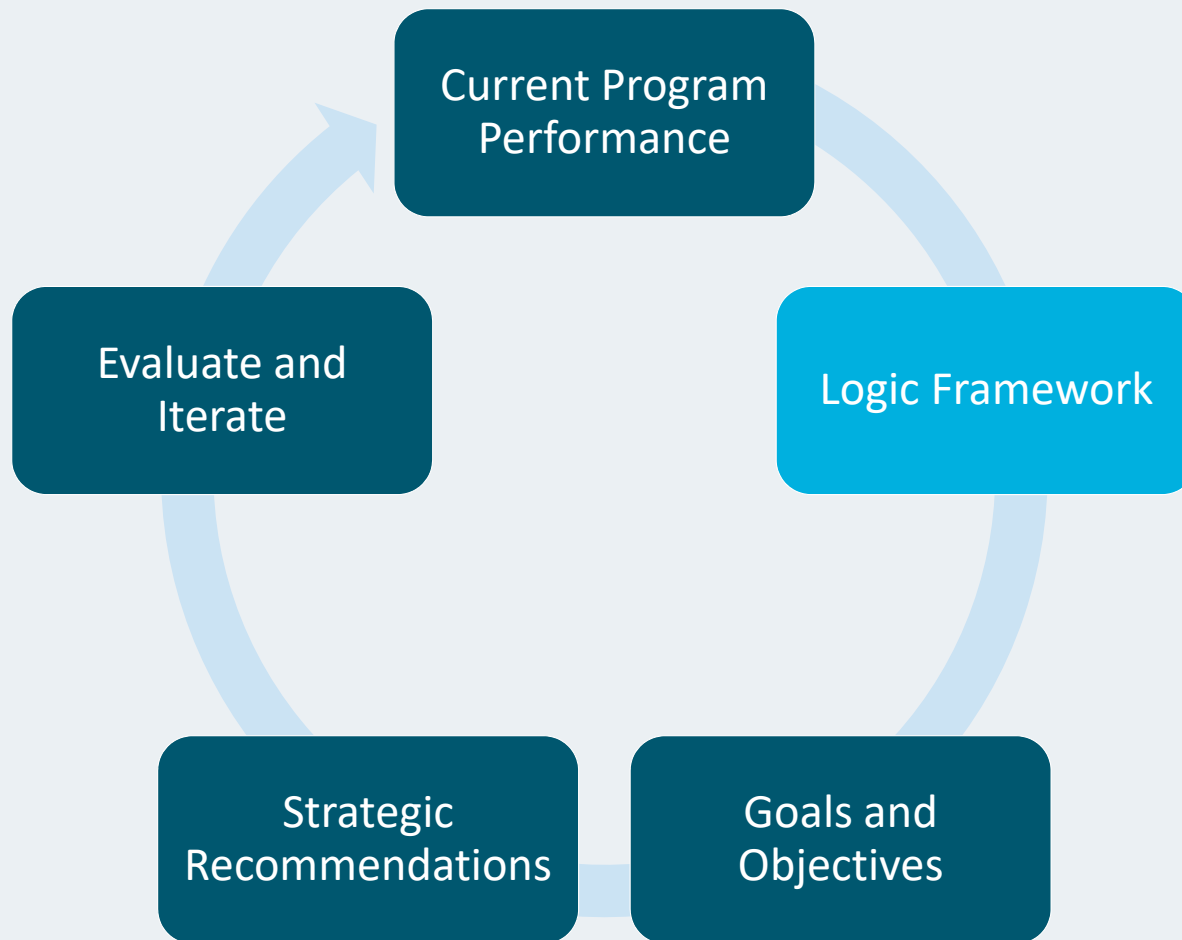 Current Program
Performance
Logic Framework
Goals and
Objectives
Strategic
Recommendations
Evaluate and
Iterate